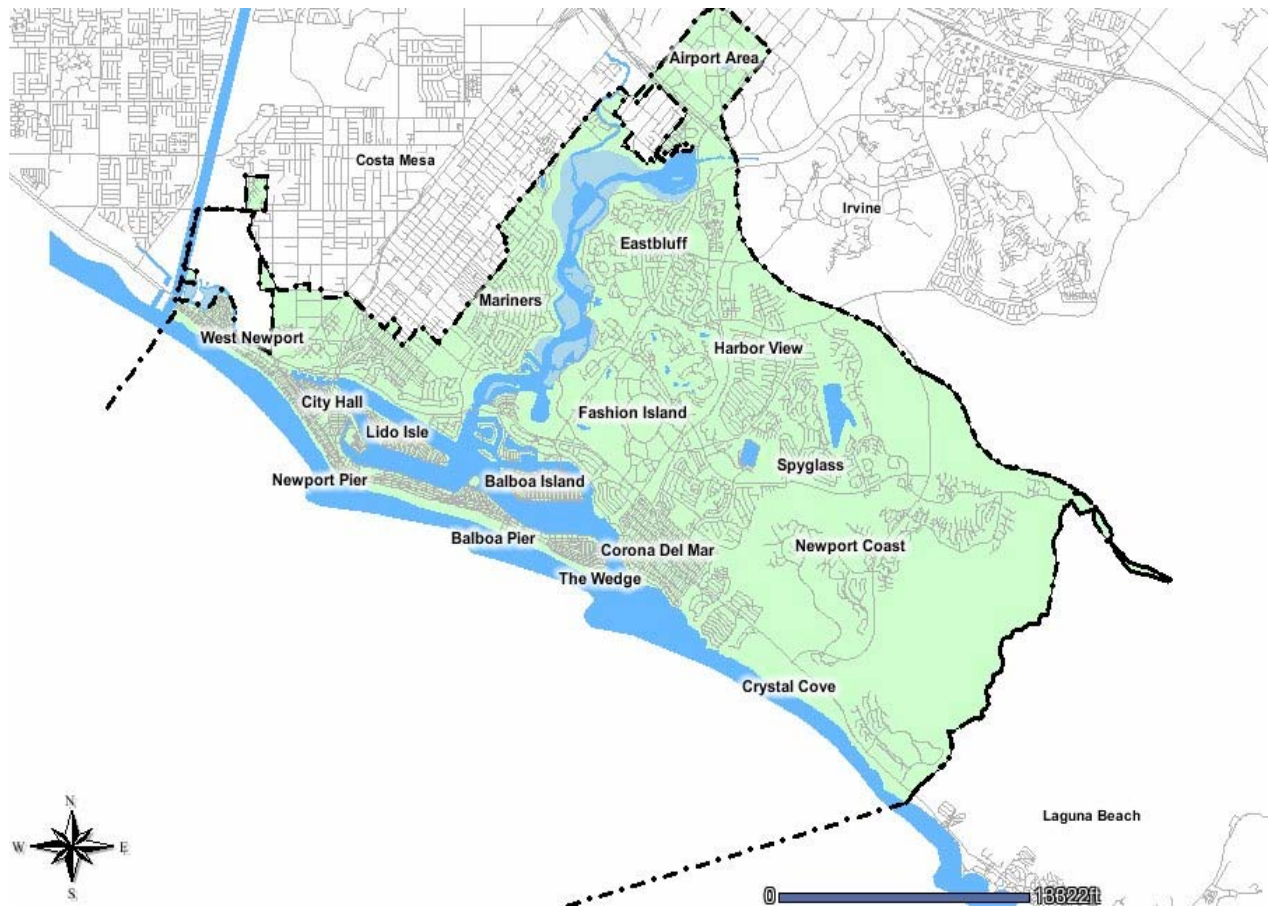 Airport Area
Costa Mesa
Irvine
Eastbluff
Mariners
West Newport
Harbor View
City Hall
Fashion Island
Lido Isle
Spyglass
Newport Pier
Balboa Island
Balboa Pier
Corona Del Mar
Newport Coast
The Wedge
Crystal Cove
N
W
E
S
Laguna Beach
0
13322ft